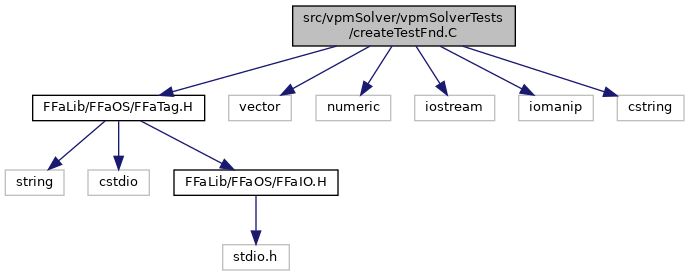 src/vpmSolver/vpmSolverTests
/createTestFnd.C
FFaLib/FFaOS/FFaTag.H
vector
numeric
iostream
iomanip
cstring
string
cstdio
FFaLib/FFaOS/FFaIO.H
stdio.h